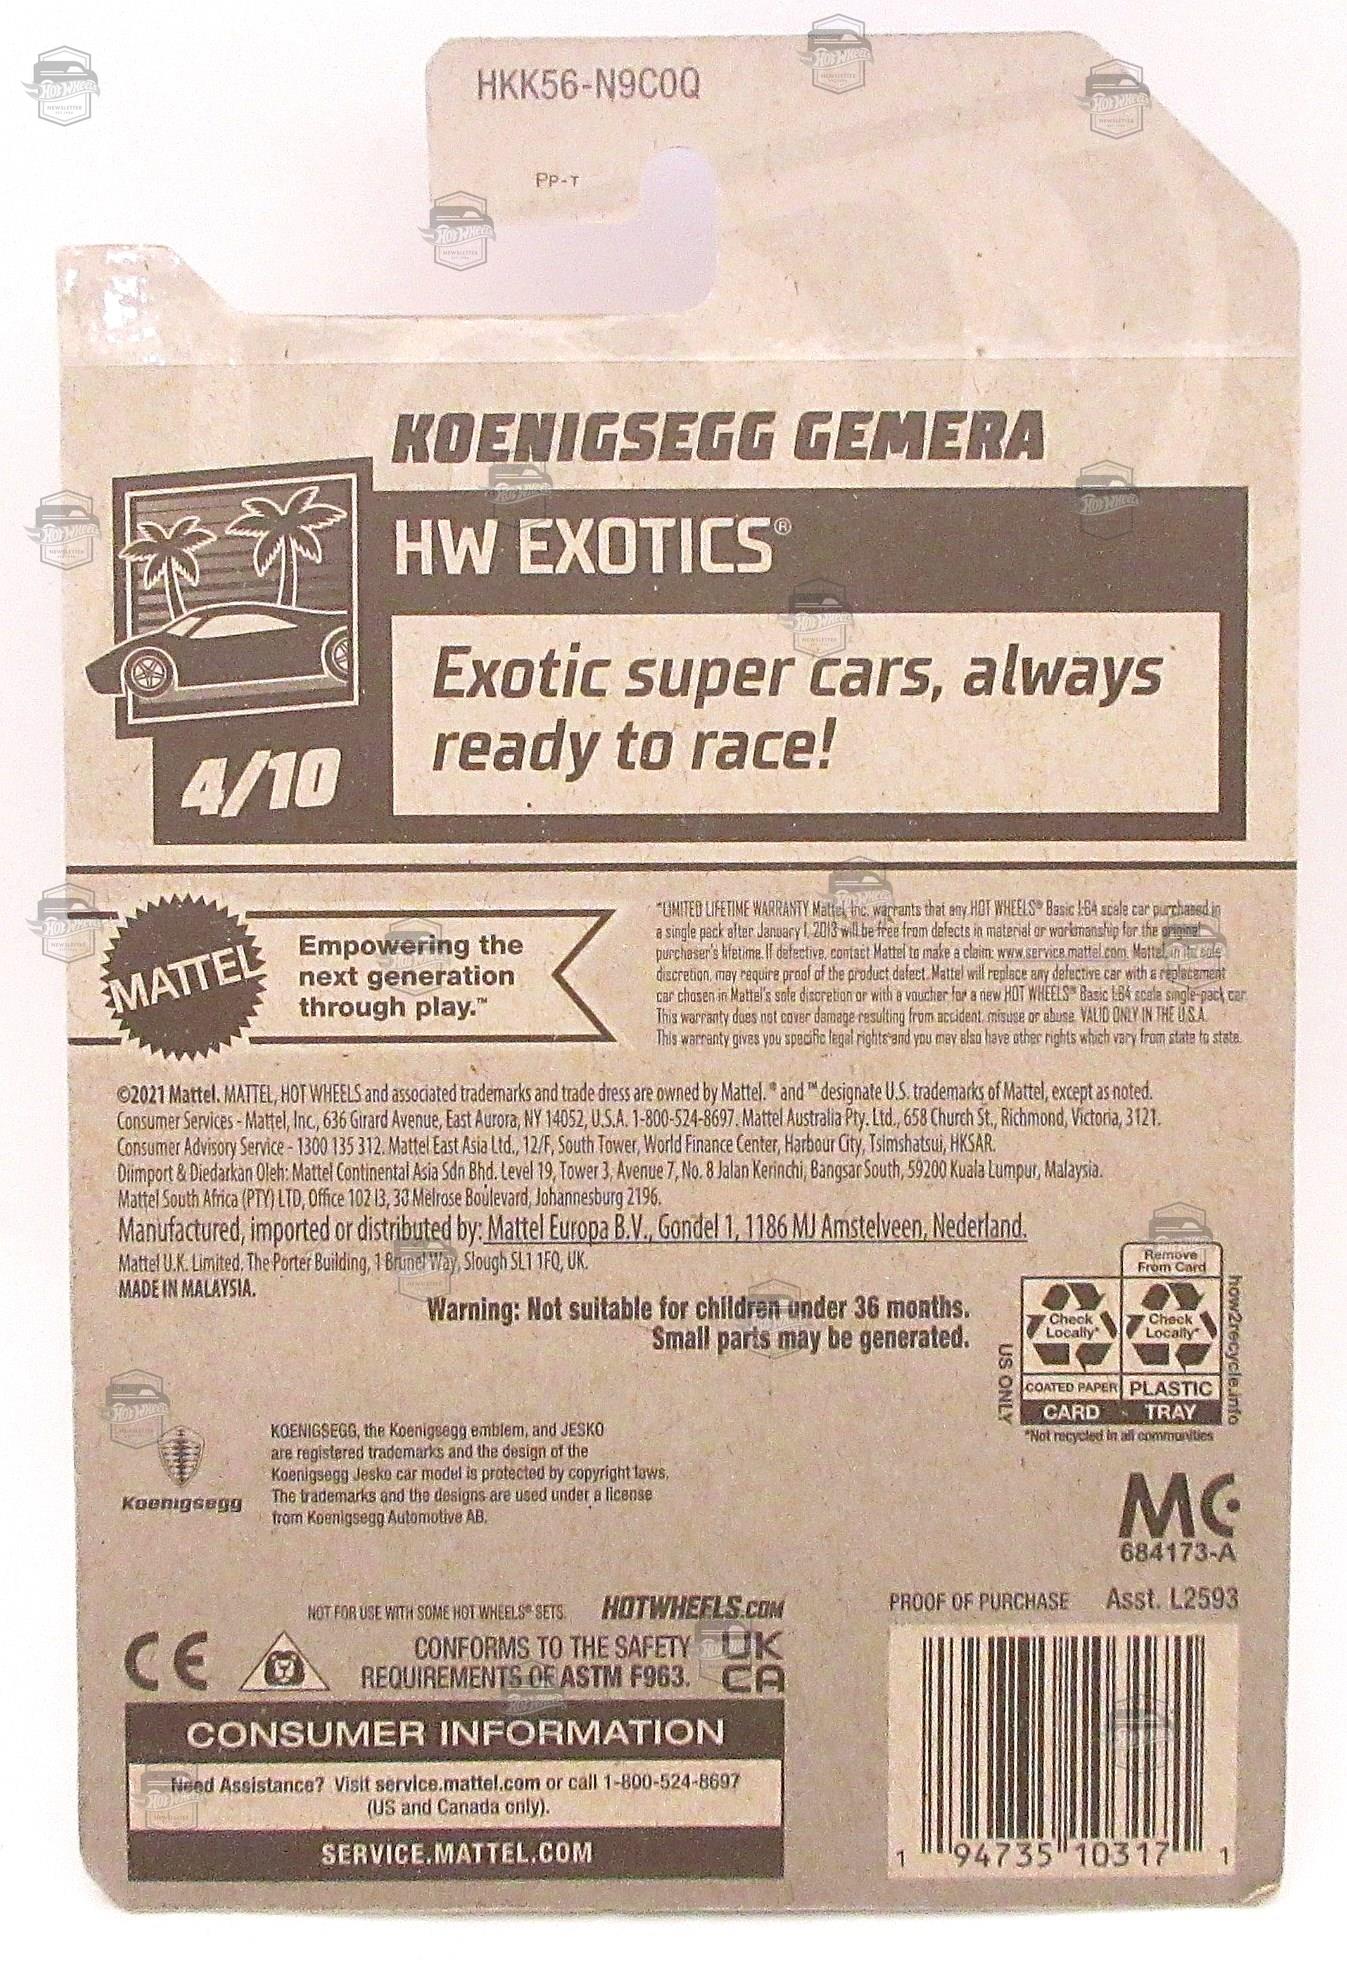 HKK56-N9C0Q
PP-T
KOENIGSEGG GEMERA
HW EXOTICS®
Exotic super cars, always
ready to race!
4/10
MATTEL
Empowering the
next generation
through play.™
*LIMITED LIFETIME WARRANTY Mattel, Inc. warrants that any HOT WHEELS® Basic 1:64 scale car purchased in
a single pack after January 1, 2013 will be free from defects in material or workmanship for the original
purchaser's lifetime. If defective, contact Mattel to make a claim: www.service.mattel.com. Mattel, in its sole
discretion, may require proof of the product defect. Mattel will replace any defective car with a replacement
car chosen in Mattel's sole discretion or with a voucher for a new HOT WHEELS® Basic 1:64 scale single-pack car.
This warranty does not cover damage resulting from accident, misuse or abuse. VALID ONLY IN THE U.S.A.
This warranty gives you specific legal rights and you may also have other rights which vary from state to state.
©2021 Mattel. MATTEL, HOT WHEELS and associated trademarks and trade dress are owned by Mattel. ® and ™ designate U.S. trademarks of Mattel, except as noted.
Consumer Services - Mattel, Inc., 636 Girard Avenue, East Aurora, NY 14052, U.S.A. 1-800-524-8697. Mattel Australia Pty. Ltd., 658 Church St., Richmond, Victoria, 3121.
Consumer Advisory Service - 1300 135 312. Mattel East Asia Ltd., 12/F, South Tower, World Finance Center, Harbour City, Tsimshatsui, HKSAR.
Diimport & Diedarkan Oleh: Mattel Continental Asia Sdn Bhd. Level 19, Tower 3, Avenue 7, No. 8 Jalan Kerinchi, Bangsar South, 59200 Kuala Lumpur, Malaysia.
Mattel South Africa (PTY) LTD, Office 102 I3, 30 Melrose Boulevard, Johannesburg 2196.
Manufactured, imported or distributed by: Mattel Europa B.V., Gondel 1, 1186 MJ Amstelveen, Nederland.
Mattel U.K. Limited, The Porter Building, 1 Brunel Way, Slough SL1 1FQ, UK.
MADE IN MALAYSIA.
Warning: Not suitable for children under 36 months.
Small parts may be generated.
Remove
From Card
Check
Locally*
Check
Locally*
COATED PAPER
PLASTIC
CARD
TRAY
US ONLY
how2recycle.info
*Not recycled in all communities
Koenigsegg
KOENIGSEGG, the Koenigsegg emblem, and JESKO
are registered trademarks and the design of the
Koenigsegg Jesko car model is protected by copyright laws.
The trademarks and the designs are used under a license
from Koenigsegg Automotive AB.
MC
684173-A
NOT FOR USE WITH SOME HOT WHEELS® SETS.
HOTWHEELS.COM
PROOF OF PURCHASE
Asst. L2593
CE
CONFORMS TO THE SAFETY
REQUIREMENTS OF ASTM F963.
UK
CA
CONSUMER INFORMATION
Need Assistance? Visit service.mattel.com or call 1-800-524-8697
(US and Canada only).
SERVICE.MATTEL.COM
1 94735 10317 1